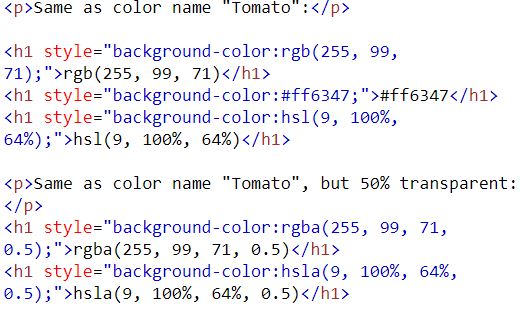 <p>Same as color name "Tomato":</p>
<h1 style="background-color:rgb(255, 99,
71);">rgb(255, 99, 71)</h1>
<h1 style="background-color:#ff6347;">#ff6347</h1>
<h1 style="background-color:hsl(9, 100%,
64%);">hsl(9, 100%, 64%)</h1>
<p>Same as color name "Tomato", but 50% transparent:
</p>
<h1 style="background-color:rgba(255, 99, 71,
0.5);">rgba(255, 99, 71, 0.5)</h1>
<h1 style="background-color:hsla(9, 100%, 64%,
0.5);">hsla(9, 100%, 64%, 0.5)</h1>